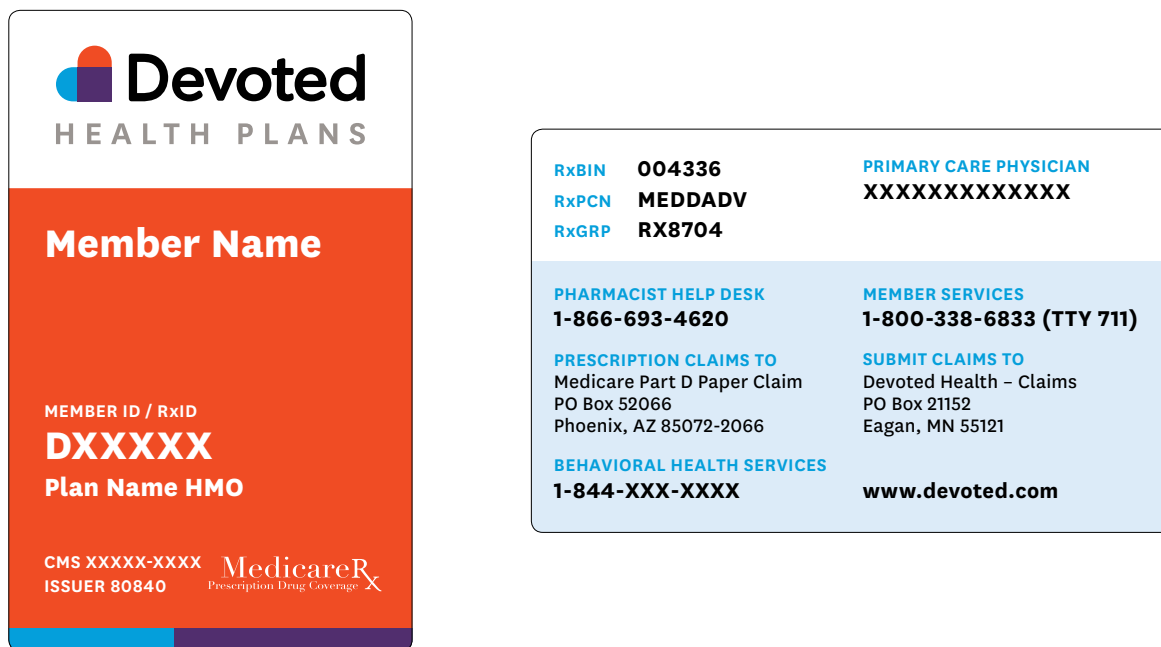 Devoted
HEALTH PLANS
Member Name
MEMBER ID / RxID
DXXXXX
Plan Name HMO
CMS XXXXX-XXXX
ISSUER 80840
MedicareRx
Prescription Drug Coverage
RxBIN 004336
RxPCN MEDDADV
RxGRP RX8704
PRIMARY CARE PHYSICIAN
XXXXXXXXXXXXX
PHARMACIST HELP DESK
1-866-693-4620
PRESCRIPTION CLAIMS TO
Medicare Part D Paper Claim
PO Box 52066
Phoenix, AZ 85072-2066
BEHAVIORAL HEALTH SERVICES
1-844-XXX-XXXX
MEMBER SERVICES
1-800-338-6833 (TTY 711)
SUBMIT CLAIMS TO
Devoted Health – Claims
PO Box 21152
Eagan, MN 55121
www.devoted.com